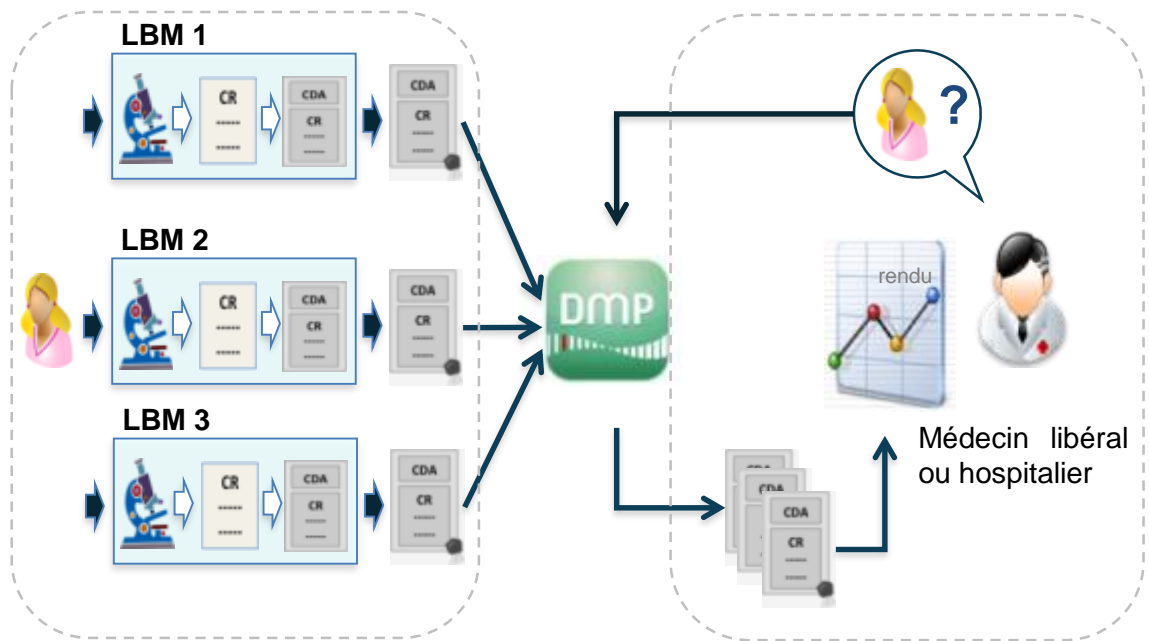 LBM 1
CR
-----
-----
CDA
CR
-----
-----
CDA
CR
-----
-----
?
LBM 2
CR
-----
-----
CDA
CR
-----
-----
CDA
CR
-----
-----
DMP
rendu
LBM 3
CR
-----
-----
CDA
CR
-----
-----
CDA
CR
-----
-----
Médecin libéral
ou hospitalier
CDA
CDA
CDA
CR
-----
-----